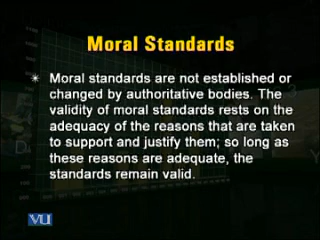 Moral Standards
✶ Moral standards are not established or
changed by authoritative bodies. The
validity of moral standards rests on the
adequacy of the reasons that are taken
to support and justify them; so long as
these reasons are adequate, the
standards remain valid.
VU